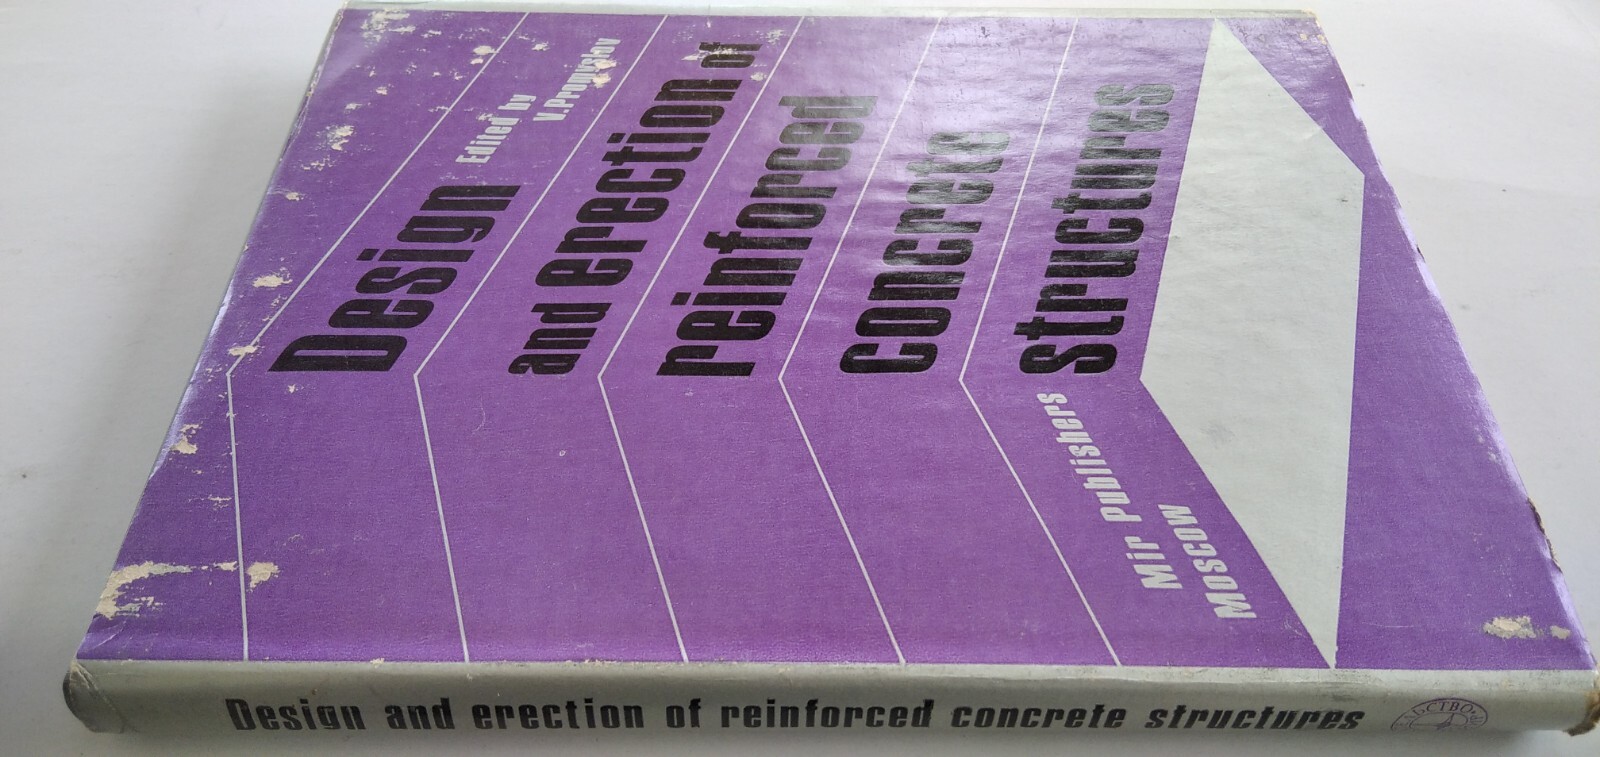 Edited by
V. Promyslov
Design
and erection of
reinforced
concrete
structures
Mir Publishers
Moscow
Design and erection of reinforced concrete structures